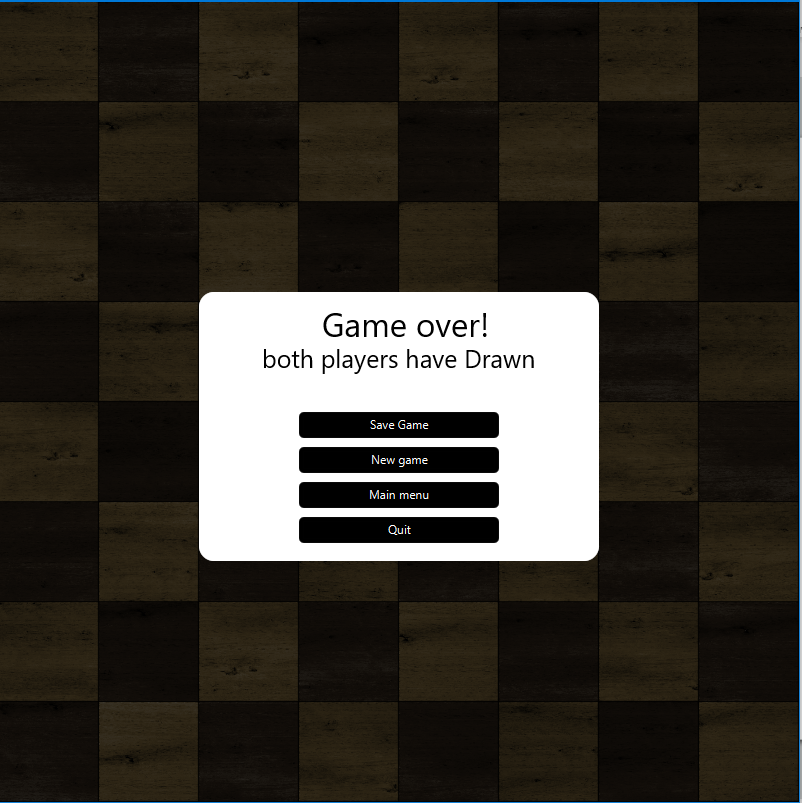 Game over!
both players have Drawn
Save Game
New game
Main menu
Quit